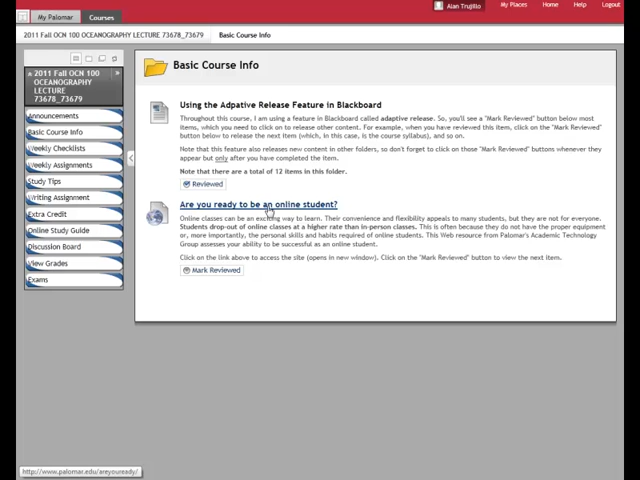 Alan Trujillo
My Places
Home
Help
Logout
My Palomar
Courses
2011 Fall OCN 100 OCEANOGRAPHY LECTURE 73678_73679
Basic Course Info
2011 Fall OCN 100
OCEANOGRAPHY
LECTURE
73678_73679
Announcements
Basic Course Info
Weekly Checklists
Weekly Assignments
Study Tips
Writing Assignment
Extra Credit
Online Study Guide
Discussion Board
View Grades
Exams
Basic Course Info
Using the Adpative Release Feature in Blackboard
Throughout this course. I am using a feature in Blackboard called adaptive release. So, you'll see a "Mark Reviewed" button below most
items, which you need to click on to release other content. For example, when you have reviewed this item, click on the "Mark Reviewed"
button below to release the next item (which, in this case, is the course syllabus), and so on.
Note that this feature also releases new content in other folders, so don't forget to click on those "Mark Reviewed" buttons whenever they
appear but only after you have completed the item.
Note that there are a total of 12 items in this folder.
Reviewed
Are you ready to be an online student?
Online classes can be an exciting way to learn. Their convenience and flexibility appeals to many students, but they are not for everyone.
Students drop-out of online classes at a higher rate than in-person classes. This is often because they do not have the proper equipment
or, more importantly, the personal skills and habits required of online students. This Web resource from Palomar's Academic Technology
Group assesses your ability to be successful as an online student.
Click on the link above to access the site (opens in new window). Click on the "Mark Reviewed" button to view the next item.
Mark Reviewed
http://www.palomar.edu/areyouready/